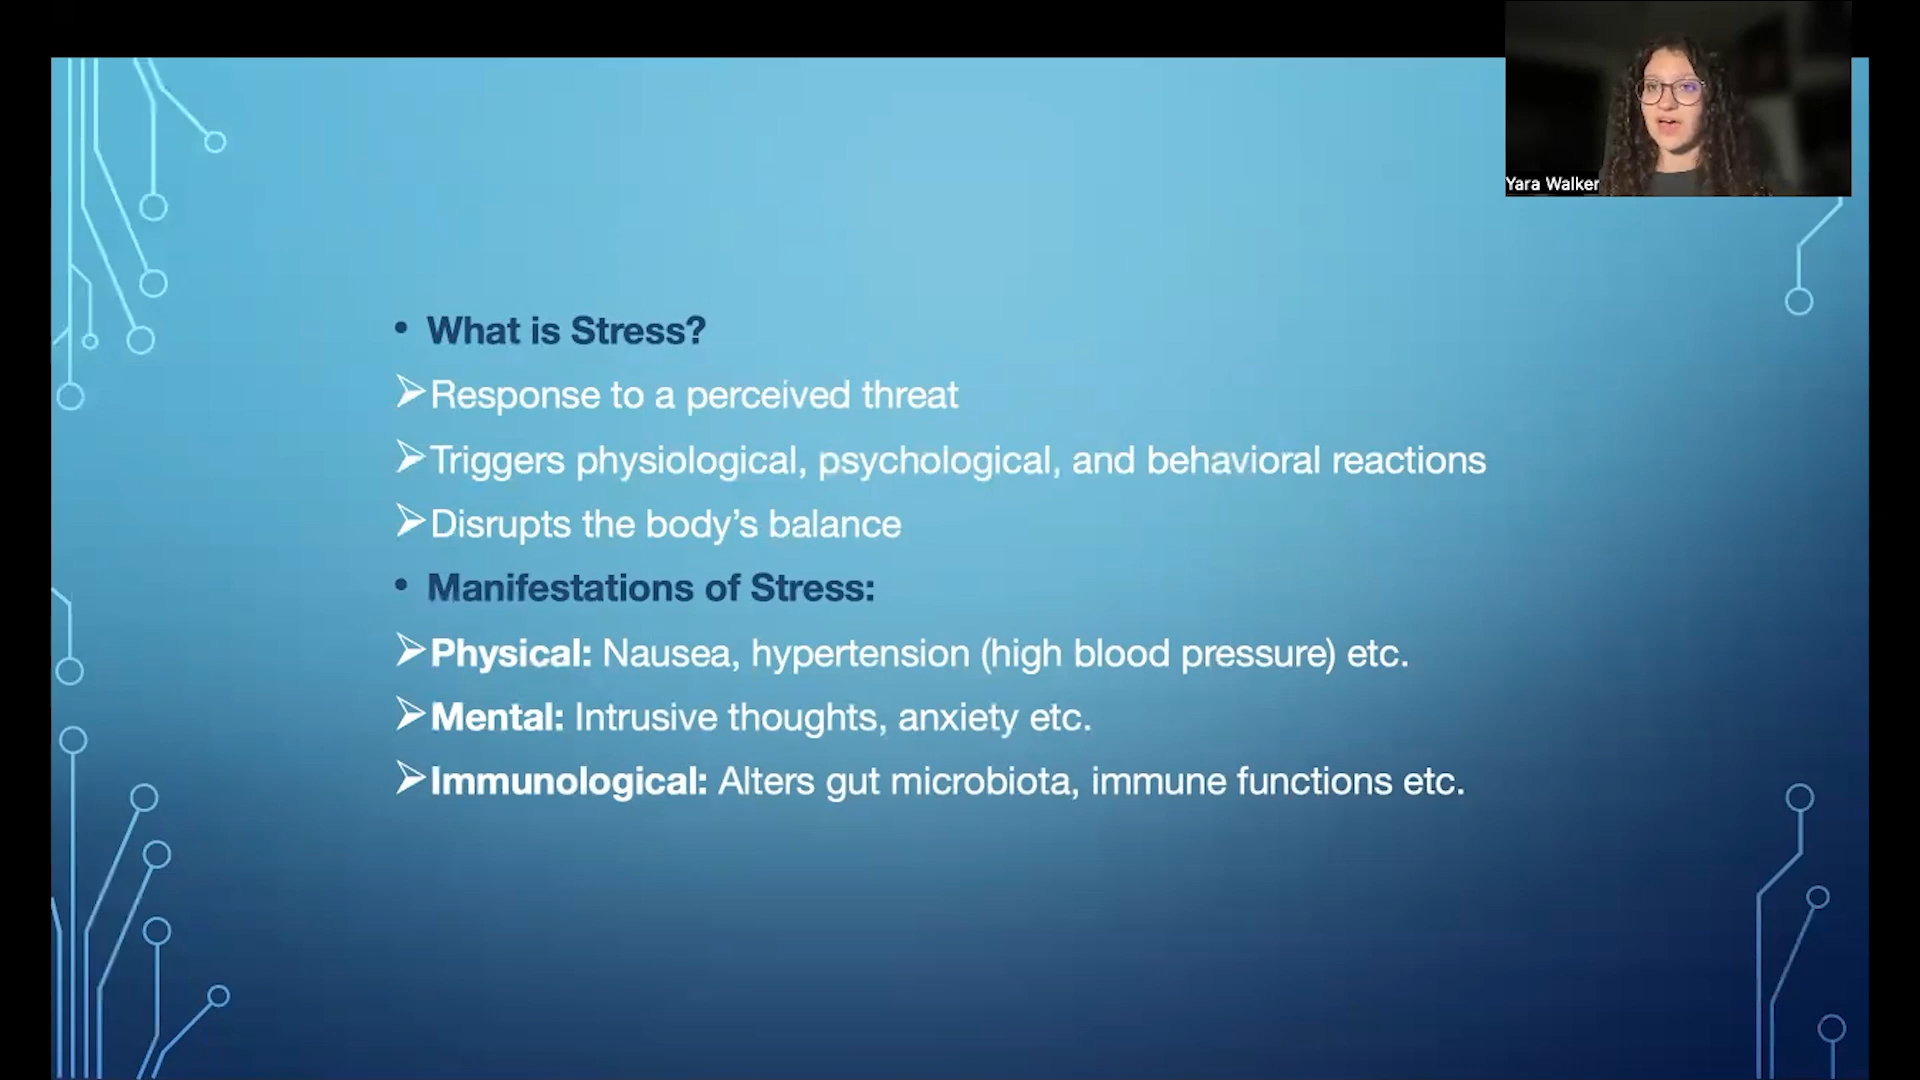 Yara Walker
• What is Stress?
➢Response to a perceived threat
➢Triggers physiological, psychological, and behavioral reactions
➢Disrupts the body’s balance
• Manifestations of Stress:
➢Physical: Nausea, hypertension (high blood pressure) etc.
➢Mental: Intrusive thoughts, anxiety etc.
➢Immunological: Alters gut microbiota, immune functions etc.